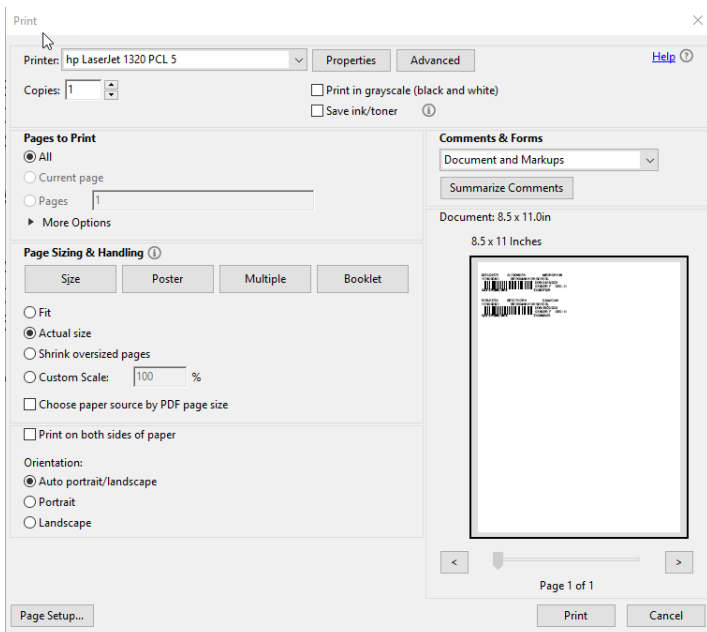 Print
Printer: hp LaserJet 1320 PCL 5
Properties
Advanced
Help
Copies: 1
Print in grayscale (black and white)
Save ink/toner
Pages to Print
All
Current page
Pages 1
More Options
Comments & Forms
Document and Markups
Summarize Comments
Page Sizing & Handling
Size
Poster
Multiple
Booklet
Fit
Actual size
Shrink oversized pages
Custom Scale: 100 %
Choose paper source by PDF page size
Print on both sides of paper
Orientation:
Auto portrait/landscape
Portrait
Landscape
Document: 8.5 x 11.0in
8.5 x 11 Inches
<
>
Page 1 of 1
Page Setup...
Print
Cancel